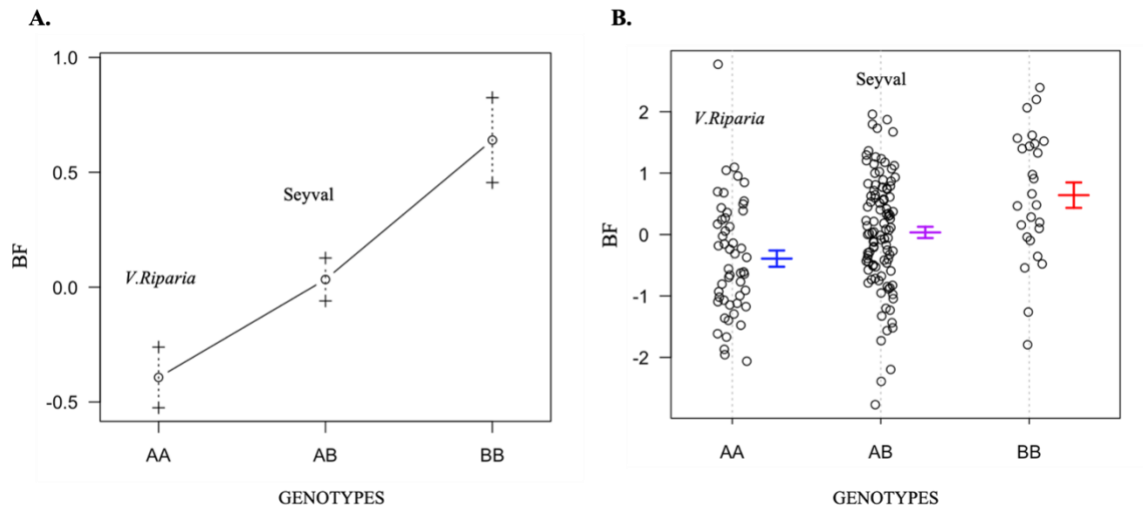 A.
1.0
0.5
0.0
-0.5
BF
V.Riparia
Seyval
AA
AB
BB
GENOTYPES
B.
2
1
0
-1
-2
BF
V.Riparia
Seyval
AA
AB
BB
GENOTYPES